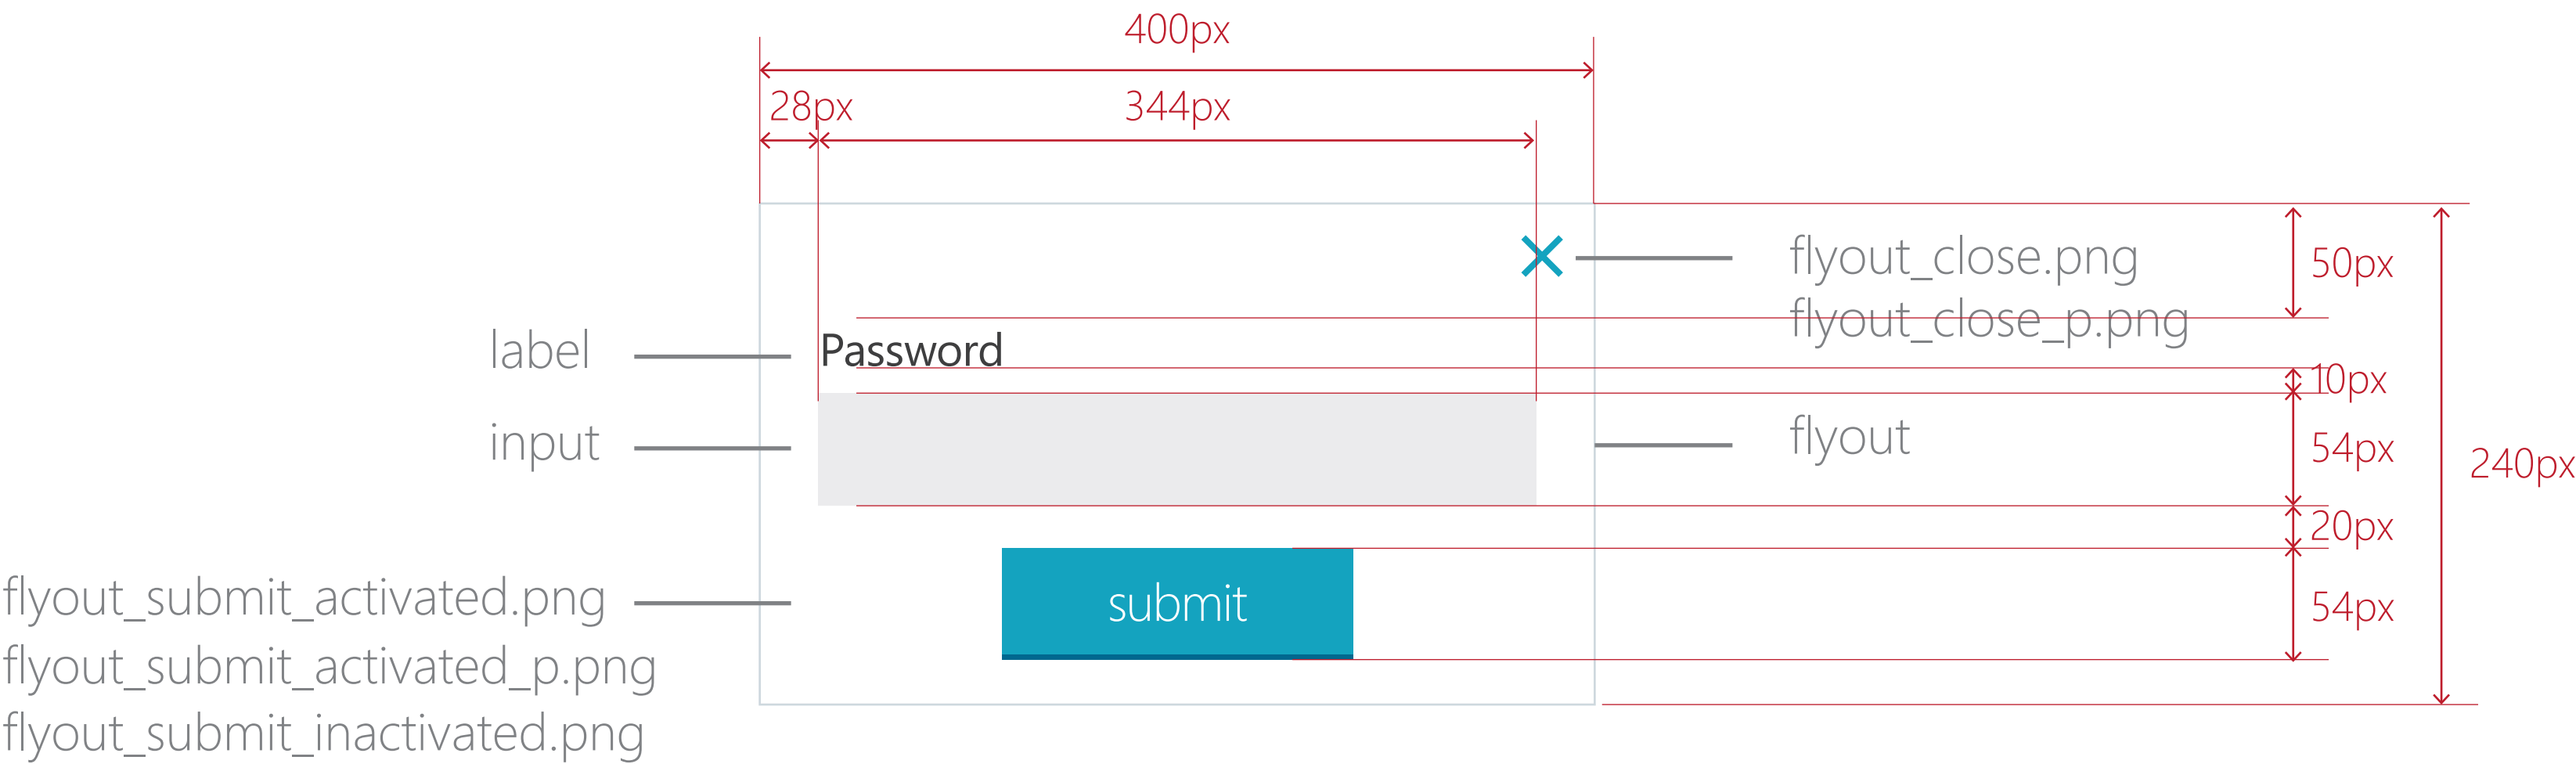 400px
28px
344px
flyout_close.png
50px
flyout_close_p.png
label
Password
10px
input
flyout
54px
240px
20px
flyout_submit_activated.png
submit
54px
flyout_submit_activated_p.png
flyout_submit_inactivated.png